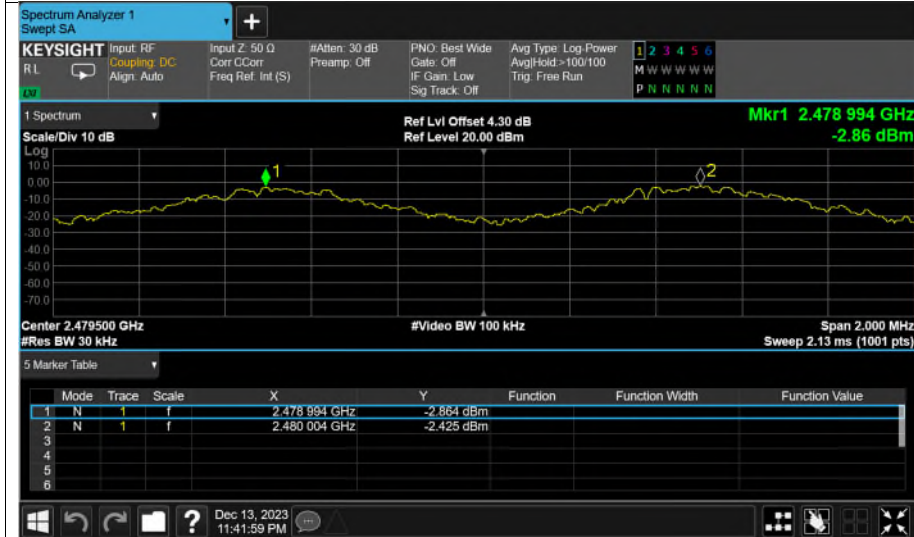 Spectrum Analyzer 1
Swept SA
+
KEYSIGHT Input: RF Input Z: 50 Ω #Atten: 30 dB PNO: Best Wide Avg Type: Log-Power 1 2 3 4 5 6
RL Coupling: DC Corr CCorr Preamp: Off Gate: Off Avg|Hold:>100/100 M W W W W W
Align: Auto Freq Ref: Int (S) IF Gain: Low Trig: Free Run
Sig Track: Off P N N N N N
1 Spectrum Ref Lvl Offset 4.30 dB Mkr1 2.478 994 GHz
Scale/Div 10 dB Ref Level 20.00 dBm -2.86 dBm
Log
10.0
0.00
-10.0
-20.0
-30.0
-40.0
-50.0
-60.0
-70.0
1
2
Center 2.479500 GHz #Video BW 100 kHz Span 2.000 MHz
#Res BW 30 kHz Sweep 2.13 ms (1001 pts)
5 Marker Table
Mode Trace Scale X Y Function Function Width Function Value
1 N 1 f 2.478 994 GHz -2.864 dBm
2 N 1 f 2.480 004 GHz -2.425 dBm
3
4
5
6
? Dec 13, 2023
11:41:59 PM